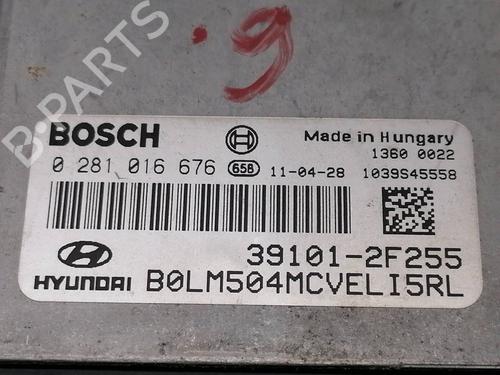 .9
B-PARTS
BOSCH
Made in Hungary
1360 0022
0 281 016 676 658 11-04-28 1039S45558
39101-2F255
HYUNDAI B0LM504MCVELI5RL